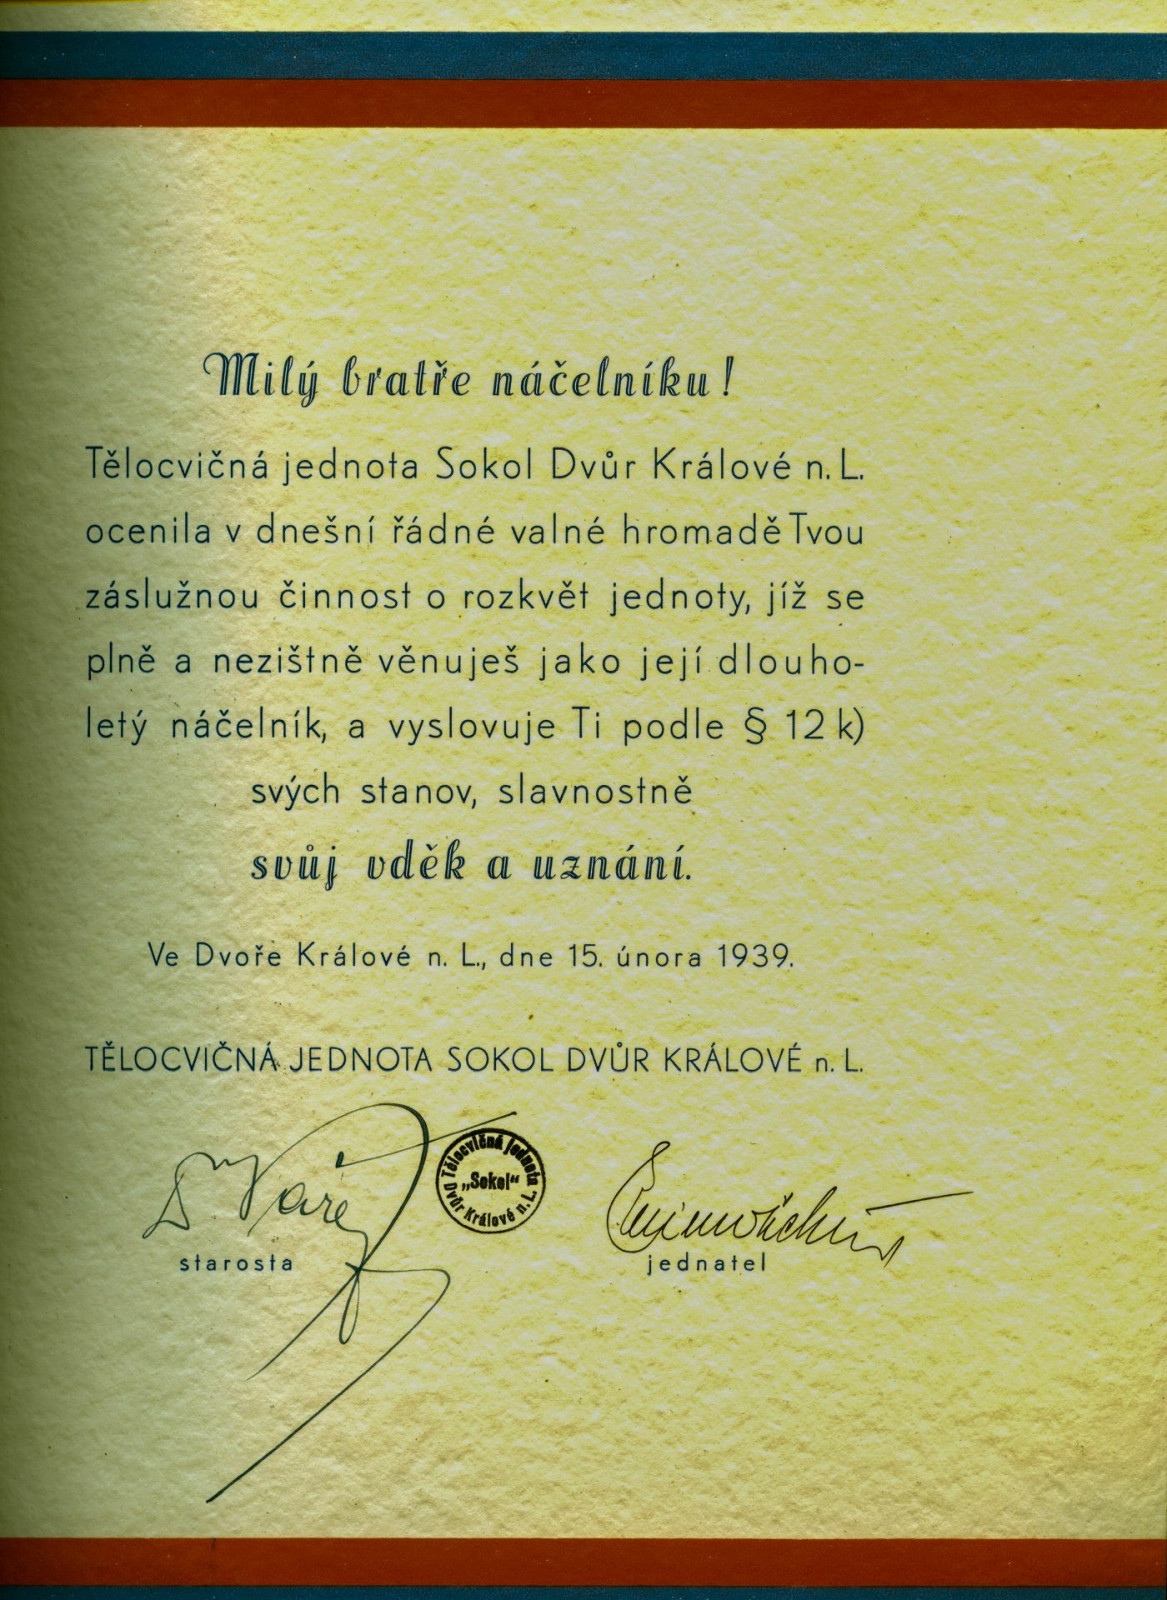 Milý bratře náčelníku!
Tělocvičná jednota Sokol Dvůr Králové n. L.
ocenila v dnešní řádné valné hromadě Tvou
záslužnou činnost o rozkvět jednoty, jíž se
plně a nezištně věnuješ jako její dlouho-
letý náčelník, a vyslovuje Ti podle § 12 k)
svých stanov, slavnostně
svůj vděk a uznání.
Ve Dvoře Králové n. L., dne 15. února 1939.
TĚLOCVIČNÁ JEDNOTA SOKOL DVŮR KRÁLOVÉ n. L.
Tělocvičná jednota
„Sokol“
Dvůr Králové n. L.
starosta
jednatel